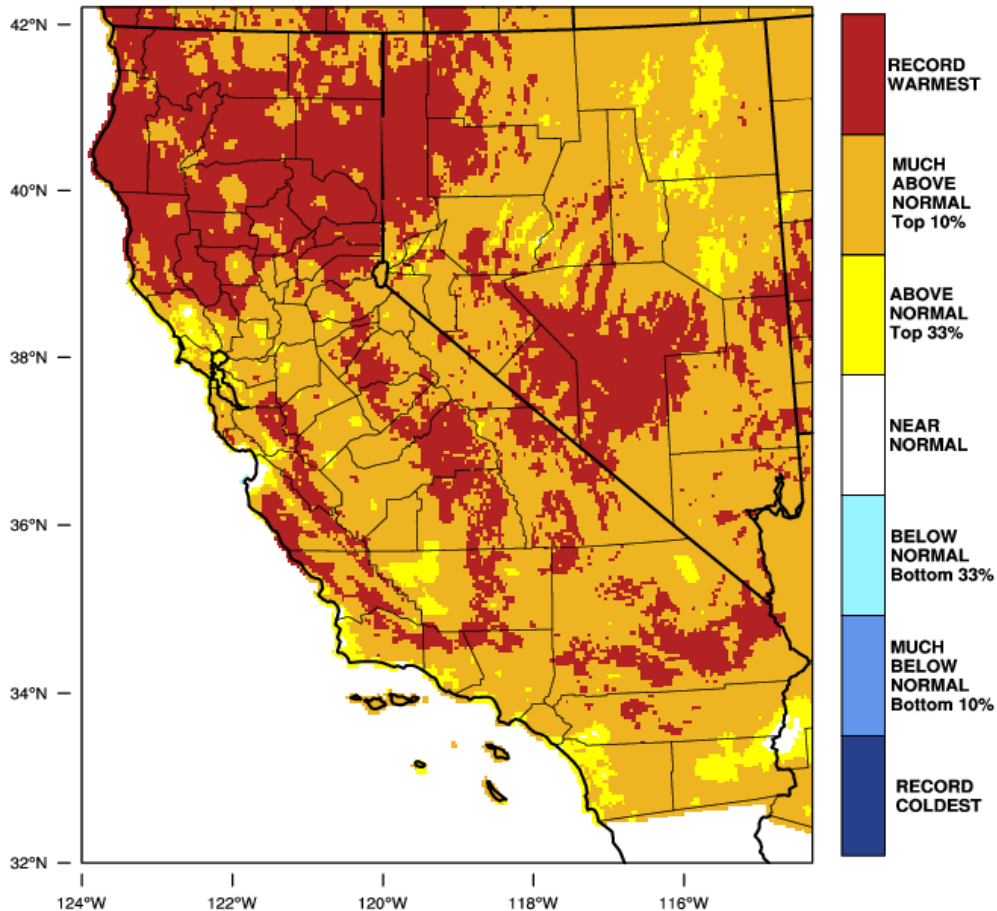 42°N
40°N
38°N
36°N
34°N
32°N
124°W
122°W
120°W
118°W
116°W
RECORD
WARMEST
MUCH
ABOVE
NORMAL
Top 10%
ABOVE
NORMAL
Top 33%
NEAR
NORMAL
BELOW
NORMAL
Bottom 33%
MUCH
BELOW
NORMAL
Bottom 10%
RECORD
COLDEST